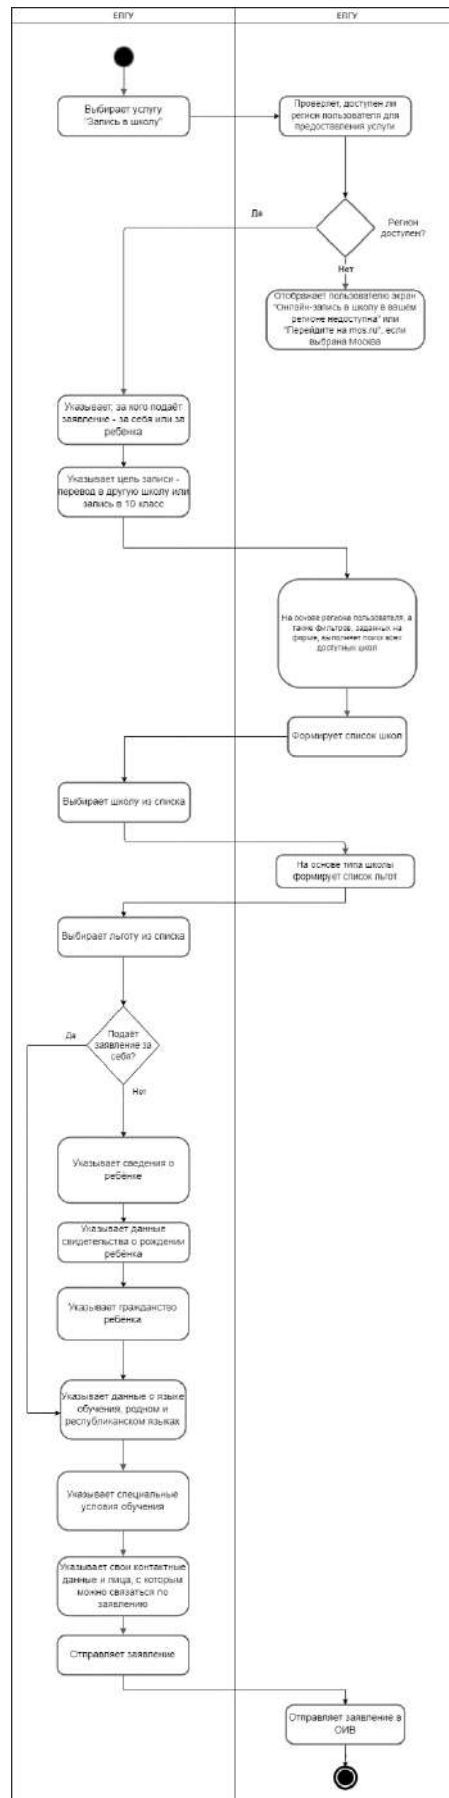 ЕПГУ
ЕПГУ
Выбирает услугу
"Запись в школу"
Проверяет, доступен ли
регион пользователя для
предоставления услуги
Да
Регион
доступен?
Нет
Отображает пользователю экран
"Онлайн-запись в школу в вашем
регионе недоступна" или
"Перейдите на mos.ru", если
выбрана Москва
Указывает, за кого подаёт
заявление - за себя или за
ребёнка
Указывает цель записи -
перевод в другую школу или
запись в 10 класс
На основе региона пользователя, а
также фильтров, заданных на
форме, выполняет поиск всех
доступных школ
Формирует список школ
Выбирает школу из списка
На основе типа школы
формирует список льгот
Выбирает льготу из списка
Да
Подаёт
заявление за
себя?
Нет
Указывает сведения о
ребёнке
Указывает данные
свидетельства о рождении
ребёнка
Указывает гражданство
ребёнка
Указывает данные о языке
обучения, родном и
республиканском языках
Указывает специальные
условия обучения
Указывает свои контактные
данные и лица, с которым
можно связаться по
заявлению
Отправляет заявление
Отправляет заявление в
ОИВ